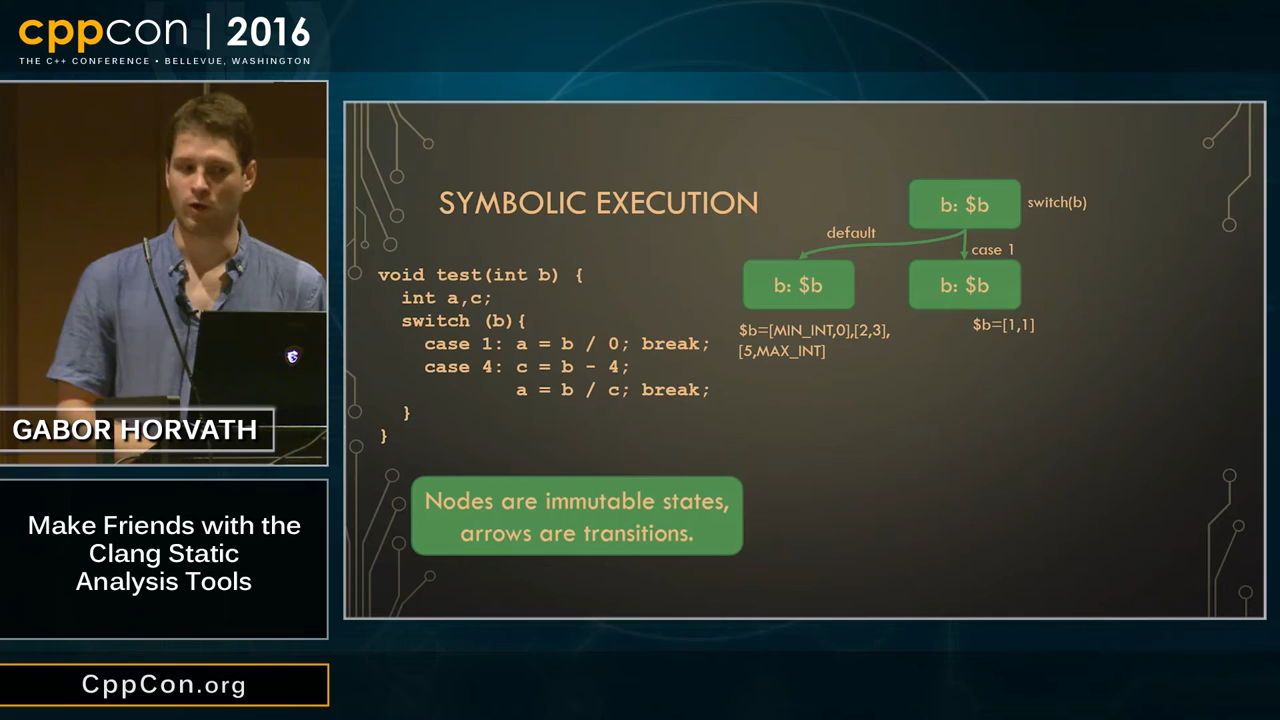 cppcon | 2016
THE C++ CONFERENCE • BELLEVUE, WASHINGTON
GABOR HORVATH
Make Friends with the
Clang Static
Analysis Tools
CppCon.org
SYMBOLIC EXECUTION
void test(int b) {
int a,c;
switch (b){
case 1: a = b / 0; break;
case 4: c = b - 4;
a = b / c; break;
}
}
Nodes are immutable states,
arrows are transitions.
b: $b
switch(b)
default
case 1
b: $b
b: $b
$b=[MIN_INT,0],[2,3],
[5,MAX_INT]
$b=[1,1]